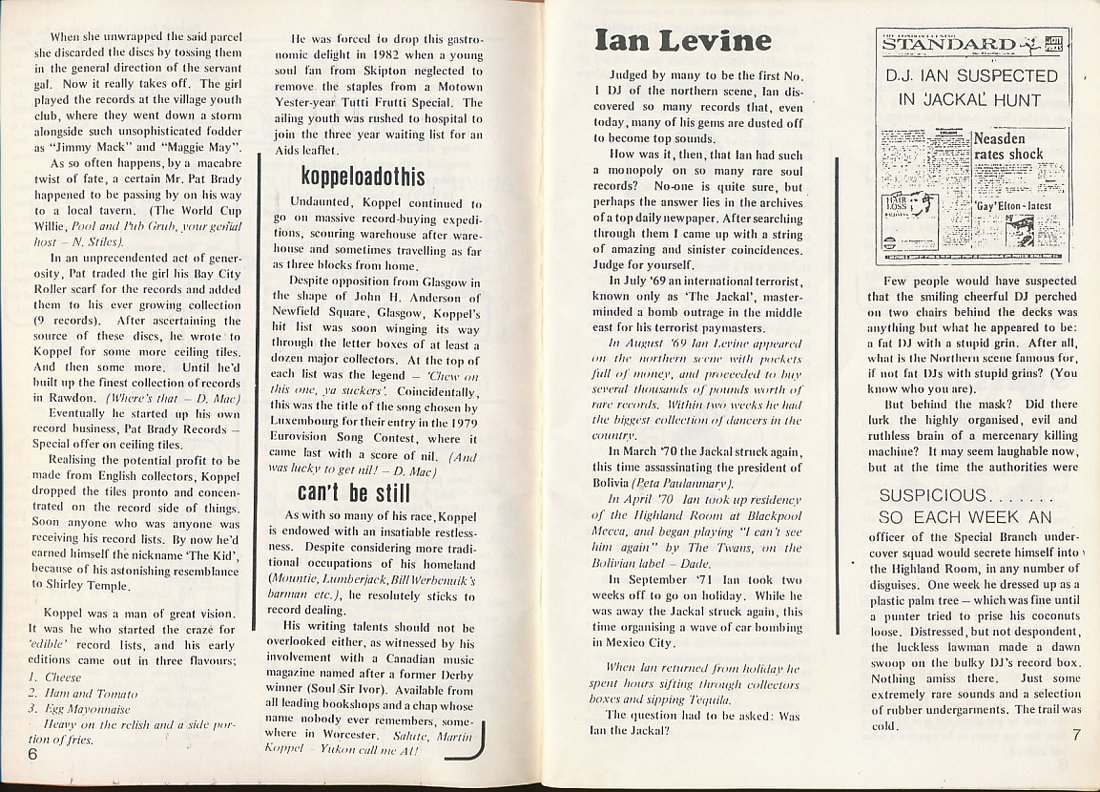 When she unwrapped the said parcel
she discarded the discs by tossing them
in the general direction of the servant
gal. Now it really takes off. The girl
played the records at the village youth
club, where they went down a storm
alongside such unsophisticated fodder
as "Jimmy Mack" and "Maggie May".
As so often happens, by a macabre
twist of fate, a certain Mr. Pat Brady
happened to be passing by on his way
to a local tavern. (The World Cup
Willie, Pool and Pub Grub, your genial
host – N. Stiles).
In an unprecendented act of gener-
osity, Pat traded the girl his Bay City
Roller scarf for the records and added
them to his ever growing collection
(9 records). After ascertaining the
source of these discs, he wrote to
Koppel for some more ceiling tiles.
And then some more. Until he'd
built up the finest collection of records
in Rawdon. (Where's that – D. Mac)
Eventually he started up his own
record business, Pat Brady Records –
Special offer on ceiling tiles.
Realising the potential profit to be
made from English collectors, Koppel
dropped the tiles pronto and concen-
trated on the record side of things.
Soon anyone who was anyone was
receiving his record lists. By now he'd
earned himself the nickname 'The Kid',
because of his astonishing resemblance
to Shirley Temple.
Koppel was a man of great vision.
It was he who started the craze for
'edible' record lists, and his early
editions came out in three flavours;
1. Cheese
2. Ham and Tomato
3. Egg Mayonnaise
Heavy on the relish and a side por-
tion of fries.
6
He was forced to drop this gastro-
nomic delight in 1982 when a young
soul fan from Skipton neglected to
remove the staples from a Motown
Yester-year Tutti Frutti Special. The
ailing youth was rushed to hospital to
join the three year waiting list for an
Aids leaflet.
koppeloadothis
Undaunted, Koppel continued to
go on massive record-buying expedi-
tions, scouring warehouse after ware-
house and sometimes travelling as far
as three blocks from home.
Despite opposition from Glasgow in
the shape of John H. Anderson of
Newfield Square, Glasgow, Koppel's
hit list was soon winging its way
through the letter boxes of at least a
dozen major collectors. At the top of
each list was the legend – 'Chew on
this one, ya suckers'. Coincidentally,
this was the title of the song chosen by
Luxembourg for their entry in the 1979
Eurovision Song Contest, where it
came last with a score of nil. (And
was lucky to get nil! – D. Mac)
can't be still
As with so many of his race, Koppel
is endowed with an insatiable restless-
ness. Despite considering more tradi-
tional occupations of his homeland
(Mountie, Lumberjack, Bill Werbenuik's
barman etc.), he resolutely sticks to
record dealing.
His writing talents should not be
overlooked either, as witnessed by his
involvement with a Canadian music
magazine named after a former Derby
winner (Soul Sir Ivor). Available from
all leading bookshops and a chap whose
name nobody ever remembers, some-
where in Worcester. Salute, Martin
Koppel – Yukon call me Al!
Ian Levine
Judged by many to be the first No.
1 DJ of the northern scene, Ian dis-
covered so many records that, even
today, many of his gems are dusted off
to become top sounds.
How was it, then, that Ian had such
a monopoly on so many rare soul
records? No-one is quite sure, but
perhaps the answer lies in the archives
of a top daily newpaper. After searching
through them I came up with a string
of amazing and sinister coincidences.
Judge for yourself.
In July '69 an international terrorist,
known only as 'The Jackal', master-
minded a bomb outrage in the middle
east for his terrorist paymasters.
In August '69 Ian Levine appeared
on the northern scene with pockets
full of money, and proceeded to buy
several thousands of pounds worth of
rare records. Within two weeks he had
the biggest collection of dancers in the
country.
In March '70 the Jackal struck again,
this time assassinating the president of
Bolivia (Peta Paulanmary).
In April '70 Ian took up residency
of the Highland Room at Blackpool
Mecca, and began playing "I can't see
him again" by The Twans, on the
Bolivian label – Dade.
In September '71 Ian took two
weeks off to go on holiday. While he
was away the Jackal struck again, this
time organising a wave of car bombing
in Mexico City.
When Ian returned from holiday he
spent hours sifting through collectors
boxes and sipping Tequila.
The question had to be asked: Was
Ian the Jackal?
STANDARD
D.J. IAN SUSPECTED
IN 'JACKAL' HUNT
Neasden
rates shock
HAIR
LOSS
'Gay' Elton - latest
Few people would have suspected
that the smiling cheerful DJ perched
on two chairs behind the decks was
anything but what he appeared to be:
a fat DJ with a stupid grin. After all,
what is the Northern scene famous for,
if not fat DJs with stupid grins? (You
know who you are).
But behind the mask? Did there
lurk the highly organised, evil and
ruthless brain of a mercenary killing
machine? It may seem laughable now,
but at the time the authorities were
SUSPICIOUS.......
SO EACH WEEK AN
officer of the Special Branch under-
cover squad would secrete himself into
the Highland Room, in any number of
disguises. One week he dressed up as a
plastic palm tree – which was fine until
a punter tried to prise his coconuts
loose. Distressed, but not despondent,
the luckless lawman made a dawn
swoop on the bulky DJ's record box.
Nothing amiss there. Just some
extremely rare sounds and a selection
of rubber undergarments. The trail was
cold.
7